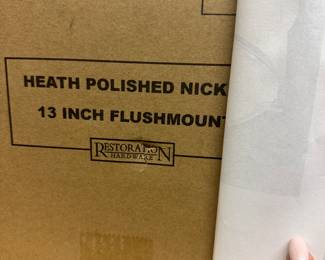 HEATH POLISHED NICK
13 INCH FLUSHMOUNT
RESTORATION
HARDWARE